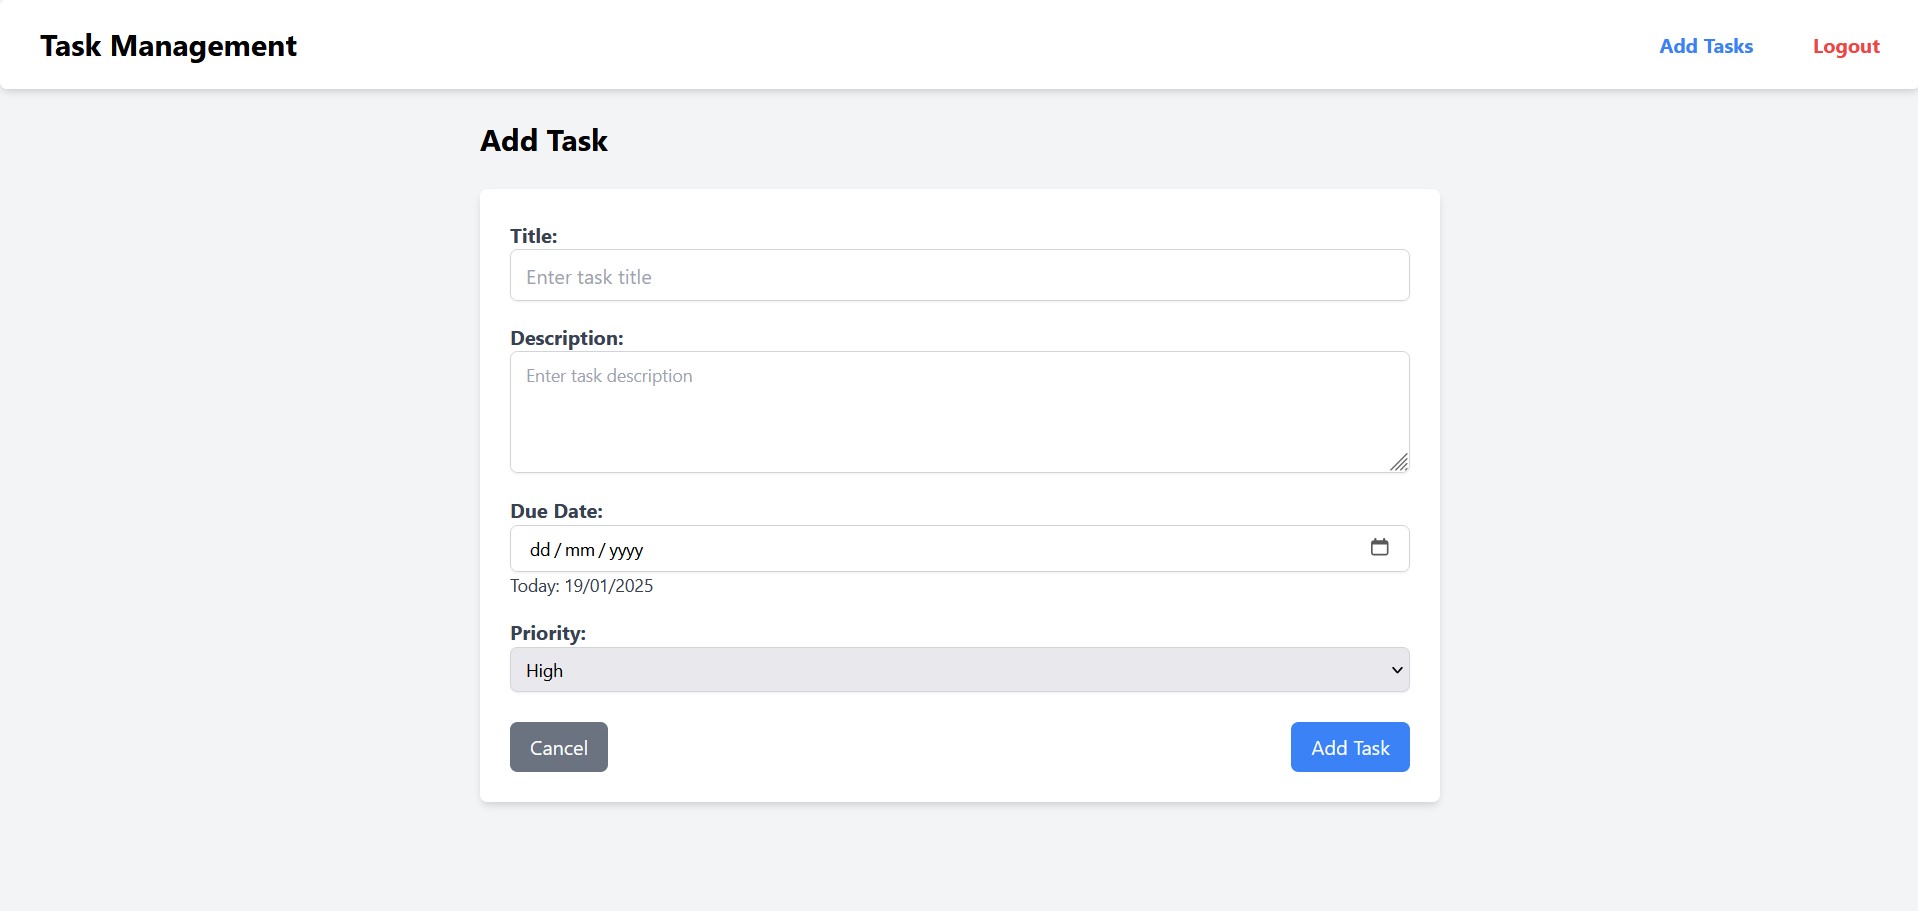 Task Management
Add Tasks
Logout
Add Task
Title:
Enter task title
Description:
Enter task description
Due Date:
dd/mm/yyyy
Today: 19/01/2025
Priority:
High
Cancel
Add Task